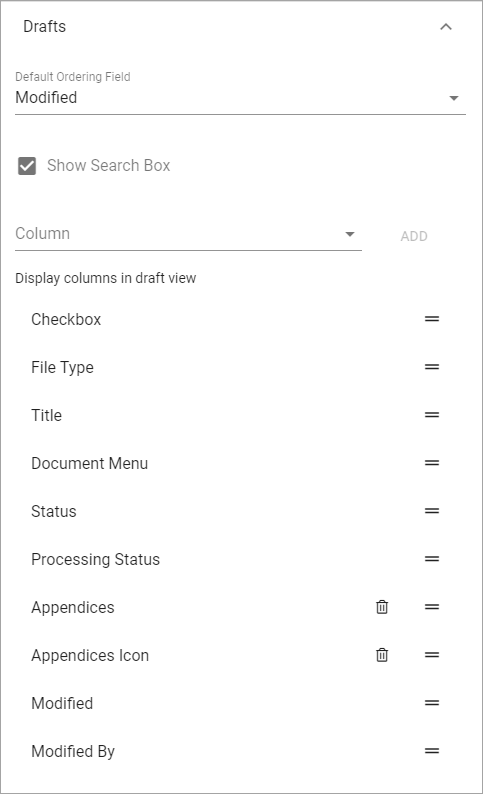 Drafts
Default Ordering Field
Modified
Show Search Box
Column
ADD
Display columns in draft view
Checkbox
File Type
Title
Document Menu
Status
Processing Status
Appendices
Appendices Icon
Modified
Modified By